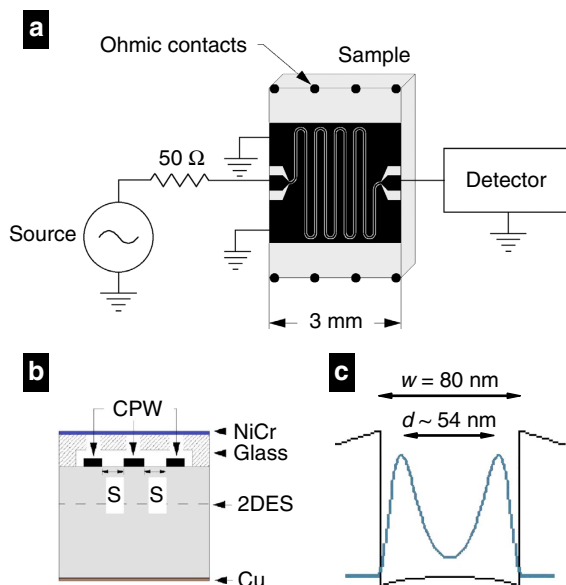 a
Ohmic contacts
Sample
50 Ω
Detector
Source
3 mm
b
CPW
NiCr
Glass
S S
2DES
Cu
c
w = 80 nm
d ~ 54 nm